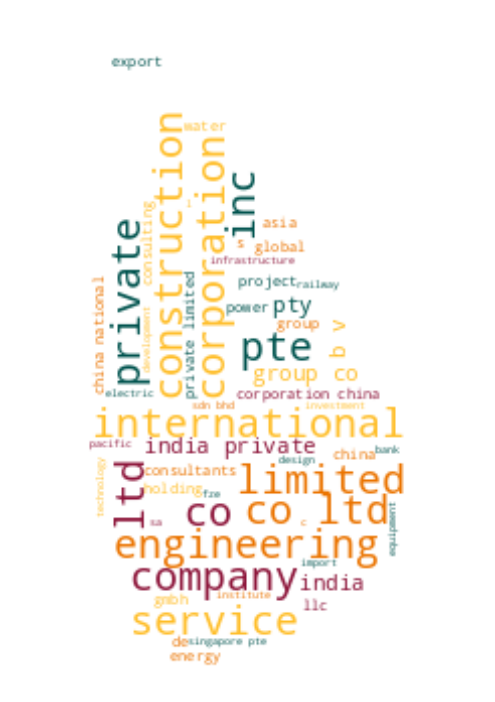 export
water
construction
corporation
inc
private
consulting
l
asia
s
global
infrastructure
private limited
project
railway
china national
power
pty
group
development
pte
b v
group co
electric
corporation china
sdn bhd
investment
international
pacific
india private
bank
china
design
technology
ltd
consultants
limited
holding
fze
co
co ltd
sa
c
equipment
engineering
import
company
india
gmbh
institute
llc
service
de
singapore pte
energy